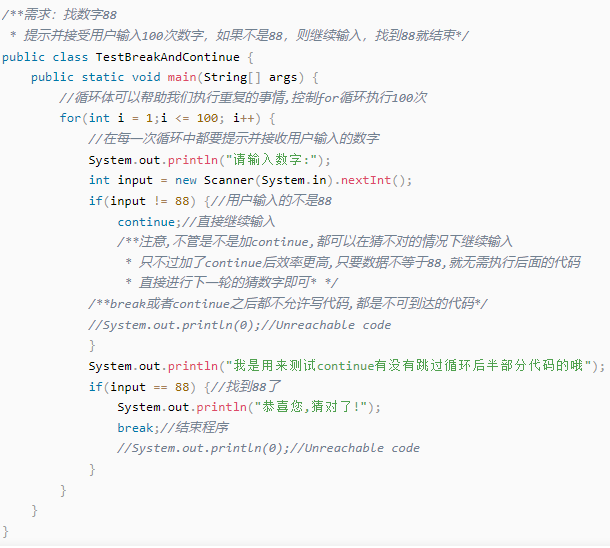 /**需求: 找数字88
* 提示并接受用户输入100次数字, 如果不是88, 则继续输入, 找到88就结束*/
public class TestBreakAndContinue {
public static void main(String[] args) {
//循环体可以帮助我们执行重复的事情,控制for循环执行100次
for(int i = 1;i <= 100; i++) {
//在每一次循环中都要提示并接收用户输入的数字
System.out.println("请输入数字:");
int input = new Scanner(System.in).nextInt();
if(input != 88) {//用户输入的不是88
continue;//直接继续输入
/**注意,不管是不是加continue,都可以在猜不对的情况下继续输入
* 只不过加了continue后效率更高,只要数据不等于88,就无需执行后面的代码
* 直接进行下一轮的猜数字即可* */
/**break或者continue之后都不允许写代码,都是不可到达的代码*/
//System.out.println(0);//Unreachable code
}
System.out.println("我是用来测试continue有没有跳过循环后半部分代码的哦");
if(input == 88) {//找到88了
System.out.println("恭喜您,猜对了!");
break;//结束程序
//System.out.println(0);//Unreachable code
}
}
}
}